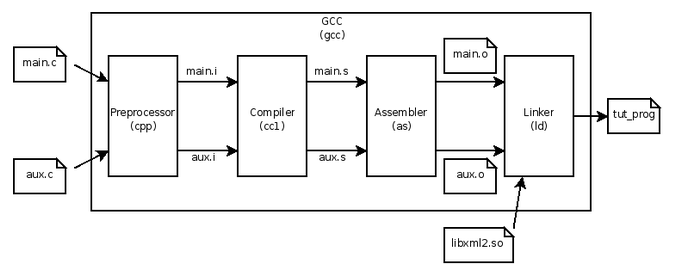 GCC
(gcc)
main.c
main.i
main.s
main.o
Preprocessor
(cpp)
Compiler
(cc1)
Assembler
(as)
Linker
(ld)
tut_prog
aux.c
aux.i
aux.s
aux.o
libxml2.so